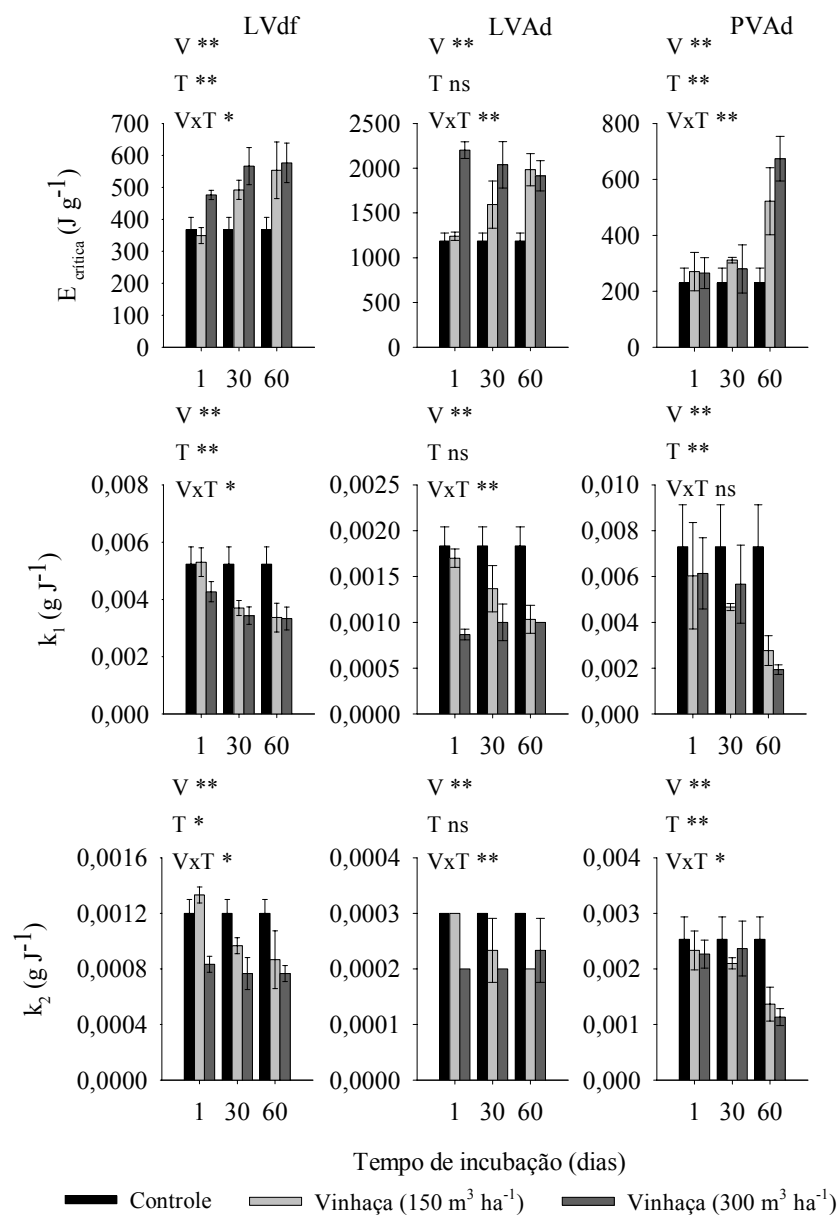 LVdf LVAd PVAd
V ** V ** V **
T ** T ns T **
VxT * VxT ** VxT **
700 2500 800
600 2000 600
500 1500 400
400 1000 200
300 500 0
200 0
100
0
E crítica (J g-1)
1 30 60 1 30 60 1 30 60
V ** V ** V **
T ** T ns T **
VxT * VxT ** VxT ns
0,008 0,0025 0,010
0,006 0,0020 0,008
0,004 0,0015 0,006
0,002 0,0010 0,004
0,000 0,0005 0,002
0,0000 0,000
k1 (g J-1)
1 30 60 1 30 60 1 30 60
V ** V ** V **
T * T ns T **
VxT * VxT ** VxT *
0,0016 0,0004 0,004
0,0012 0,0003 0,003
0,0008 0,0002 0,002
0,0004 0,0001 0,001
0,0000 0,0000 0,000
k2 (g J-1)
1 30 60 1 30 60 1 30 60
Tempo de incubação (dias)
Controle Vinhaça (150 m3 ha-1) Vinhaça (300 m3 ha-1)